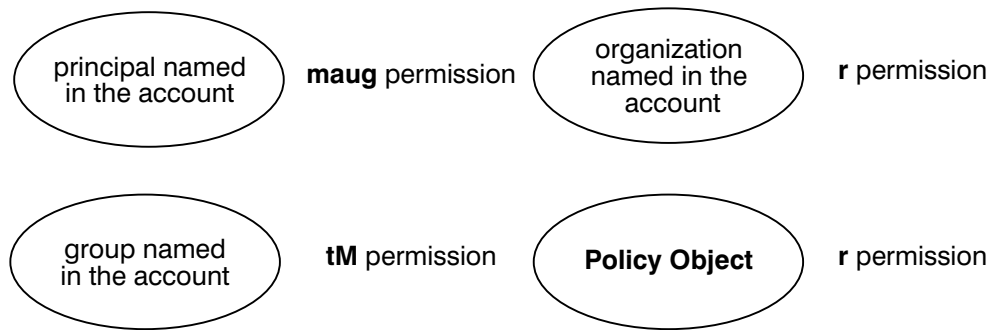 principal named
in the account
maug permission
organization
named in the
account
r permission
group named
in the account
tM permission
Policy Object
r permission